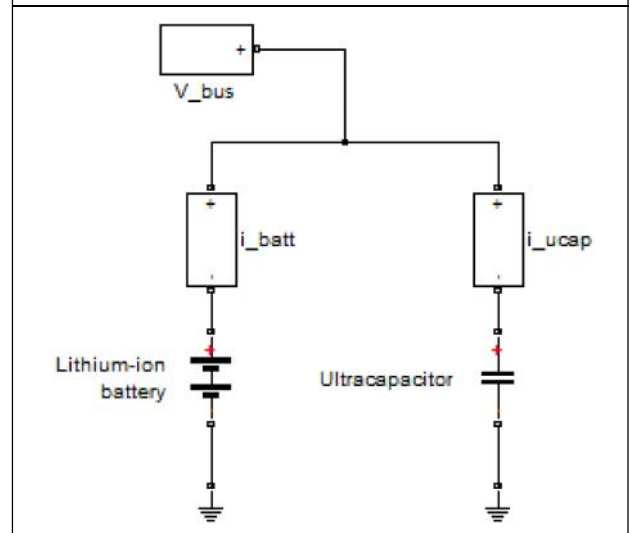 +
V_bus
+
i_batt
-
+
i_ucap
-
+
Lithium-ion
battery
+
Ultracapacitor